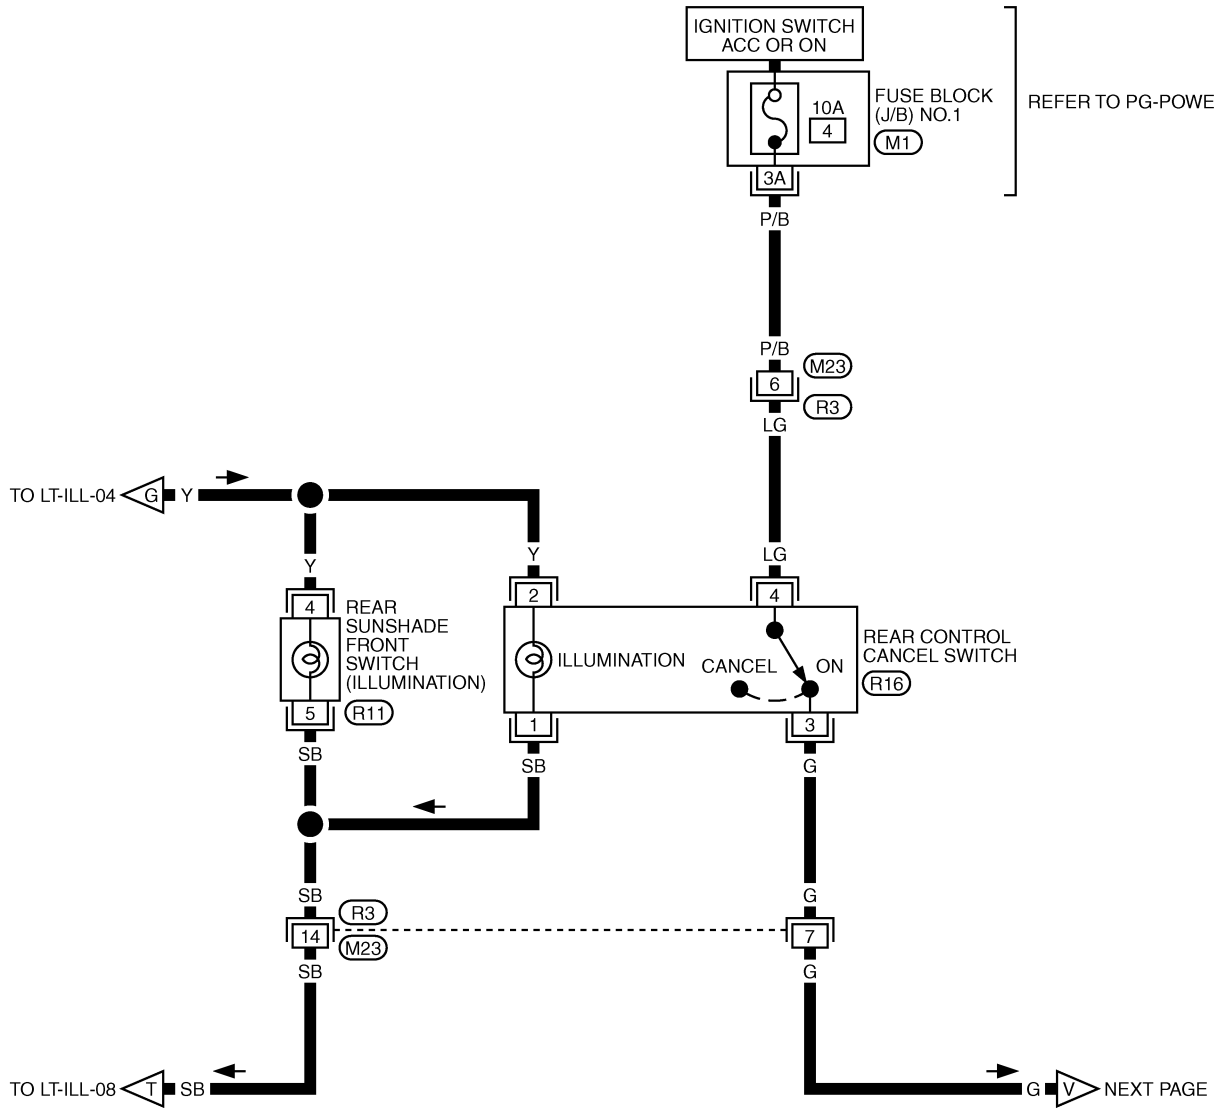 IGNITION SWITCH
ACC OR ON
10A
4
FUSE BLOCK
(J/B) NO.1
M1
REFER TO PG-POWE
3A
P/B
P/B
M23
6
R3
LG
TO LT-ILL-04
G
Y
Y
Y
LG
4
REAR
SUNSHADE
FRONT
SWITCH
(ILLUMINATION)
5
R11
SB
2
4
ILLUMINATION
CANCEL
ON
REAR CONTROL
CANCEL SWITCH
R16
1
3
SB
G
SB
G
R3
14
M23
7
SB
G
TO LT-ILL-08
T
SB
G
V
NEXT PAGE